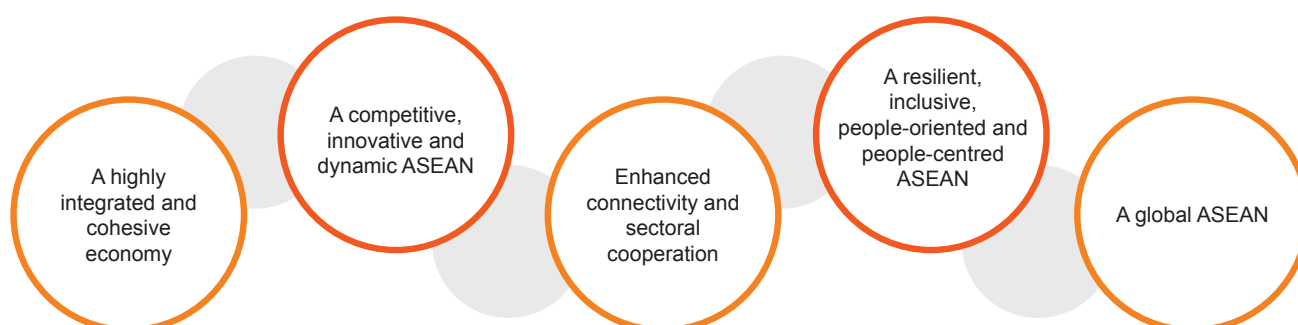 A highly
integrated and
cohesive
economy
A competitive,
innovative and
dynamic ASEAN
Enhanced
connectivity and
sectoral
cooperation
A resilient,
inclusive,
people-oriented and
people-centred
ASEAN
A global ASEAN